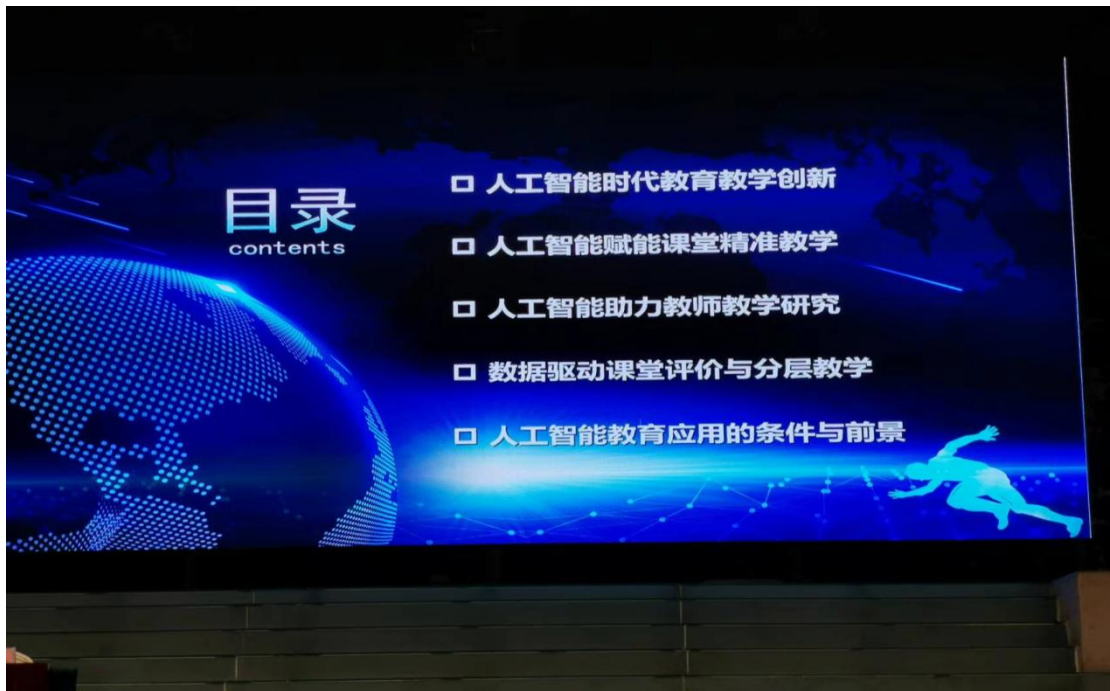 目录
contents
人工智能时代教育教学创新
人工智能赋能课堂精准教学
人工智能助力教师教学研究
数据驱动课堂评价与分层教学
人工智能教育应用的条件与前景